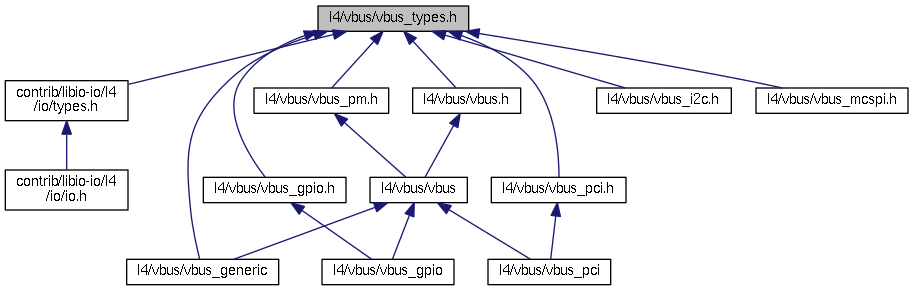 l4/vbus/vbus_types.h
contrib/libio-io/l4
/io/types.h
l4/vbus/vbus_pm.h
l4/vbus/vbus.h
l4/vbus/vbus_i2c.h
l4/vbus/vbus_mcspi.h
contrib/libio-io/l4
/io/io.h
l4/vbus/vbus_gpio.h
l4/vbus/vbus
l4/vbus/vbus_pci.h
l4/vbus/vbus_generic
l4/vbus/vbus_gpio
l4/vbus/vbus_pci